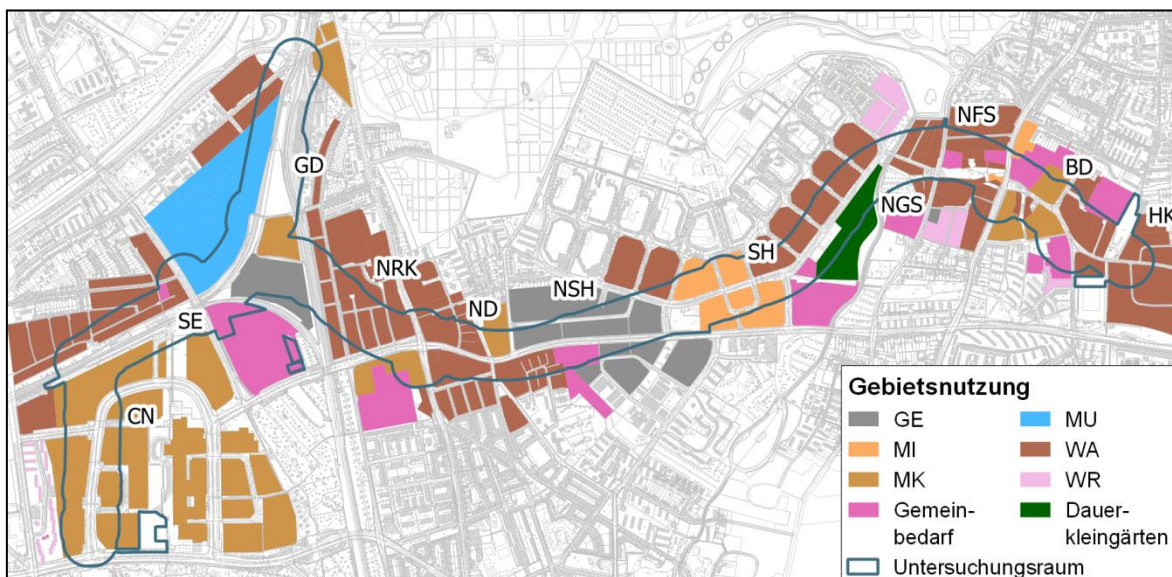 NFS
GD
BD
NGS
HK
SH
NRK
NSH
ND
SE
CN
Gebietsnutzung
GE
MU
MI
WA
MK
WR
Gemein-
bedarf
Dauer-
kleingärten
Untersuchungsraum